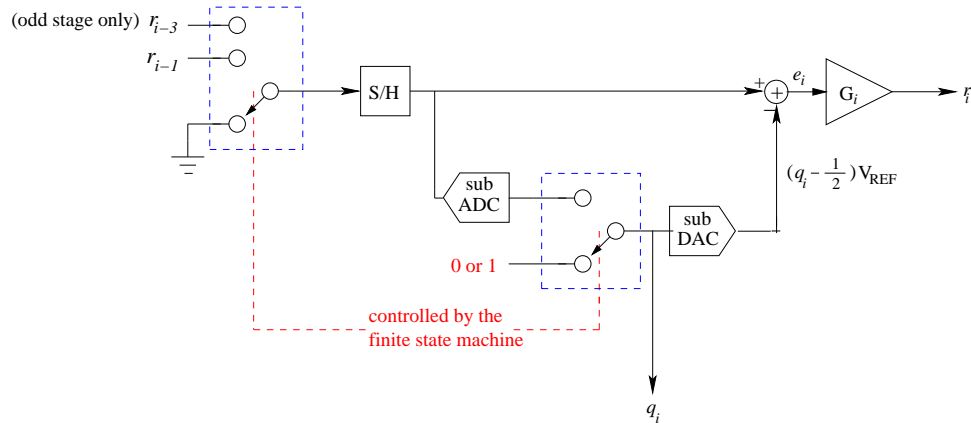 (odd stage only) r_{i-3}
r_{i-1}
S/H
+
+
−
e_i
G_i
r_i
(q_i - 1/2) V_REF
sub
ADC
sub
DAC
0 or 1
controlled by the
finite state machine
q_i